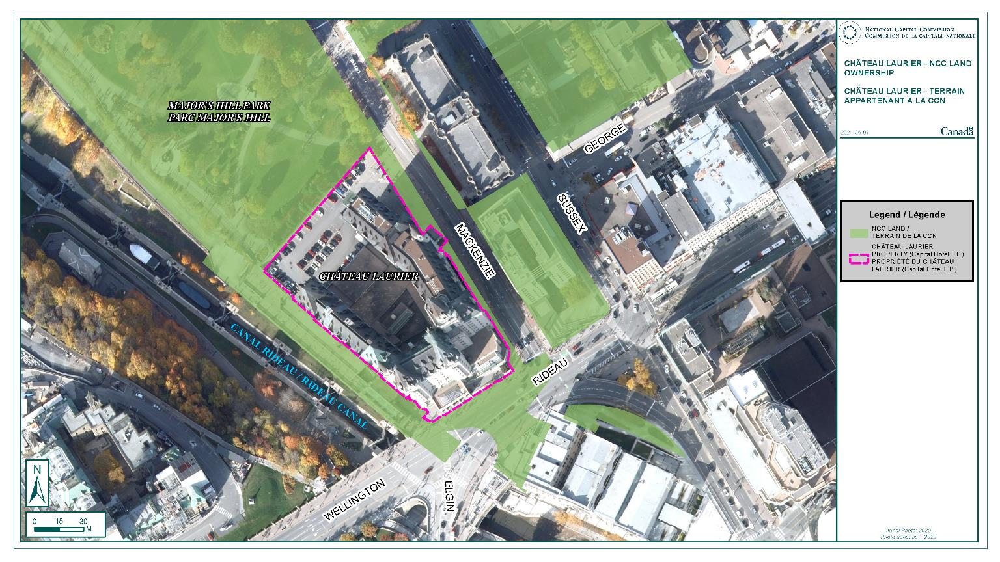 NATIONAL CAPITAL COMMISSION
COMMISSION DE LA CAPITALE NATIONALE
CHÂTEAU LAURIER - NCC LAND
OWNERSHIP
CHÂTEAU LAURIER - TERRAIN
APPARTENANT À LA CCN
2021-06-07
Canada
Legend / Légende
NCC LAND /
TERRAIN DE LA CCN
CHÂTEAU LAURIER
PROPERTY (Capital Hotel L.P.)
PROPRIÉTÉ DU CHÂTEAU
LAURIER (Capital Hotel L.P.)
MAJOR'S HILL PARK
PARC MAJOR'S HILL
GEORGE
SUSSEX
MACKENZIE
CHÂTEAU LAURIER
CANAL RIDEAU / RIDEAU CANAL
RIDEAU
WELLINGTON
ELGIN
N
0 15 30
M
Aerial Photo: 2020
Photo aérienne : 2020